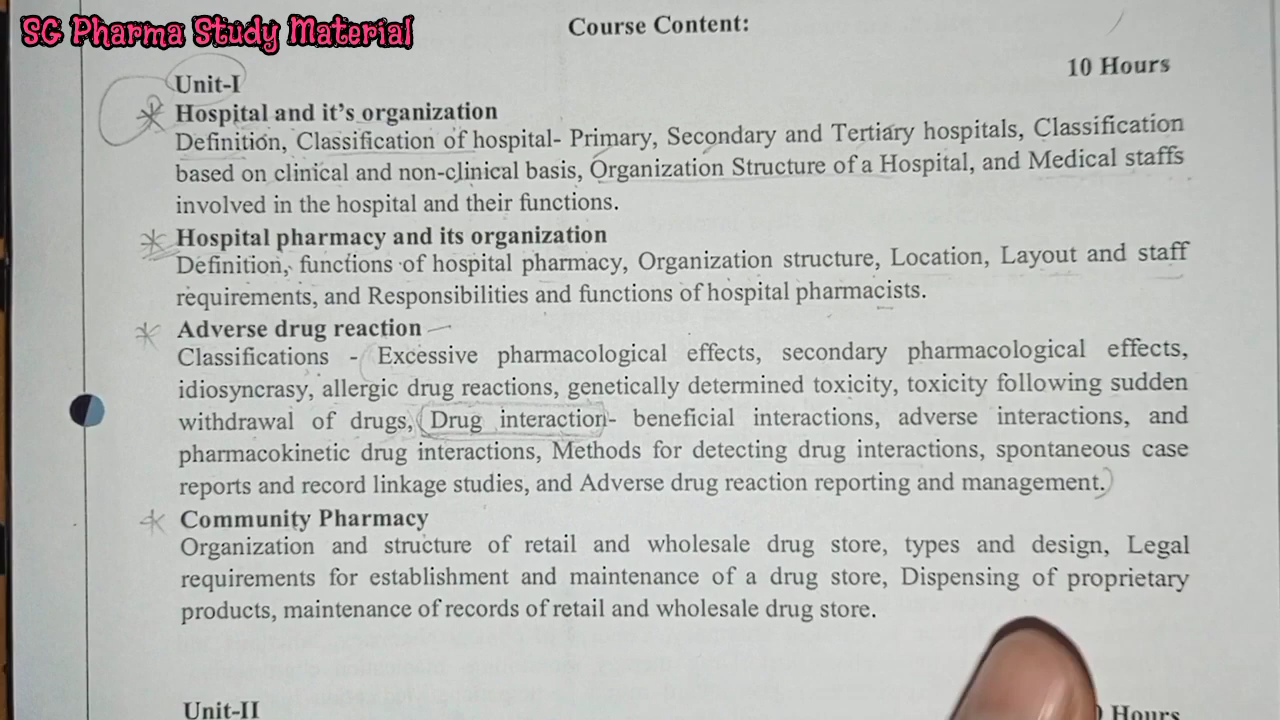 SG Pharma Study Material
Course Content:
10 Hours
Unit-I
Hospital and it's organization
Definition, Classification of hospital- Primary, Secondary and Tertiary hospitals, Classification
based on clinical and non-clinical basis, Organization Structure of a Hospital, and Medical staffs
involved in the hospital and their functions.
Hospital pharmacy and its organization
Definition, functions of hospital pharmacy, Organization structure, Location, Layout and staff
requirements, and Responsibilities and functions of hospital pharmacists.
Adverse drug reaction
Classifications - Excessive pharmacological effects, secondary pharmacological effects,
idiosyncrasy, allergic drug reactions, genetically determined toxicity, toxicity following sudden
withdrawal of drugs, Drug interaction- beneficial interactions, adverse interactions, and
pharmacokinetic drug interactions, Methods for detecting drug interactions, spontaneous case
reports and record linkage studies, and Adverse drug reaction reporting and management.
Community Pharmacy
Organization and structure of retail and wholesale drug store, types and design, Legal
requirements for establishment and maintenance of a drug store, Dispensing of proprietary
products, maintenance of records of retail and wholesale drug store.
Unit-II
Hours